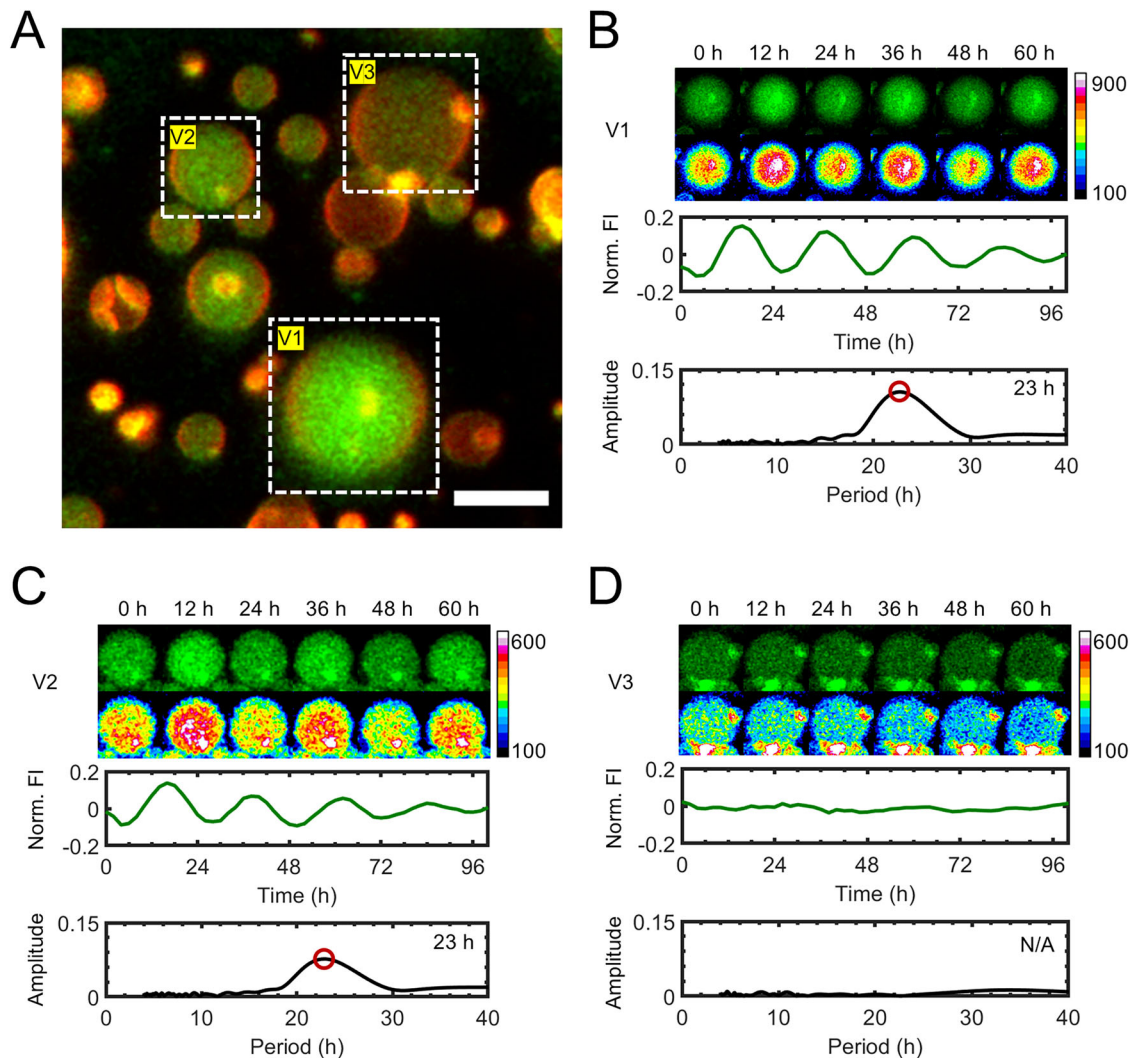 A
V3
V2
V1
B
0 h 12 h 24 h 36 h 48 h 60 h
V1
900
100
0.2
0
-0.2
Norm. FI
0 24 48 72 96
Time (h)
0.15
0
Amplitude
23 h
0 10 20 30 40
Period (h)
C
0 h 12 h 24 h 36 h 48 h 60 h
V2
600
100
0.2
0
-0.2
Norm. FI
0 24 48 72 96
Time (h)
0.15
0
Amplitude
23 h
0 10 20 30 40
Period (h)
D
0 h 12 h 24 h 36 h 48 h 60 h
V3
600
100
0.2
0
-0.2
Norm. FI
0 24 48 72 96
Time (h)
0.15
0
Amplitude
N/A
0 10 20 30 40
Period (h)